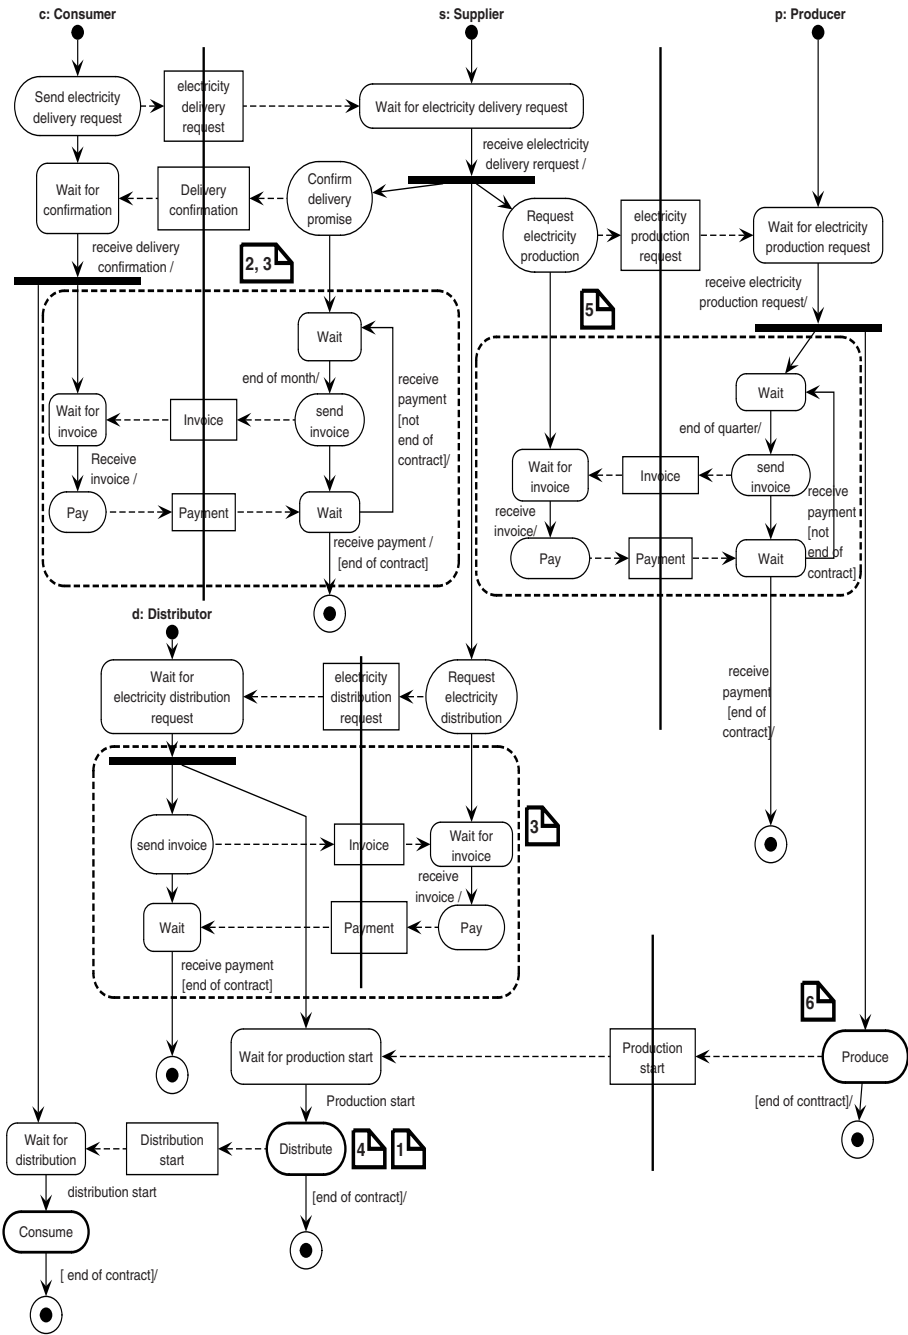 c: Consumer
s: Supplier
p: Producer
Send electricity
delivery request
electricity
delivery
request
Wait for electricity delivery request
receive elelectricity
delivery rerquest /
Wait for
confirmation
Delivery
confirmation
Confirm
delivery
promise
Request
electricity
production
electricity
production
request
Wait for electricity
production request
receive delivery
confirmation /
2, 3
receive electricity
production request/
5
Wait
end of month/
receive
payment
[not
end of
contract]/
Wait for
invoice
Invoice
send
invoice
Receive
invoice /
Pay
Payment
Wait
receive payment /
[end of contract]
Wait
end of quarter/
Wait for
invoice
Invoice
send
invoice
receive
invoice/
receive
payment
[not
end of
contract]
Pay
Payment
Wait
receive
payment
[end of
contract]/
d: Distributor
Wait for
electricity distribution
request
electricity
distribution
request
Request
electricity
distribution
send invoice
Invoice
Wait for
invoice
3
receive
invoice /
Wait
Payment
Pay
receive payment
[end of contract]
6
Wait for production start
Production
start
Produce
Production start
[end of conttract]/
Wait for
distribution
Distribution
start
Distribute
4
1
distribution start
[end of contract]/
Consume
[ end of contract]/